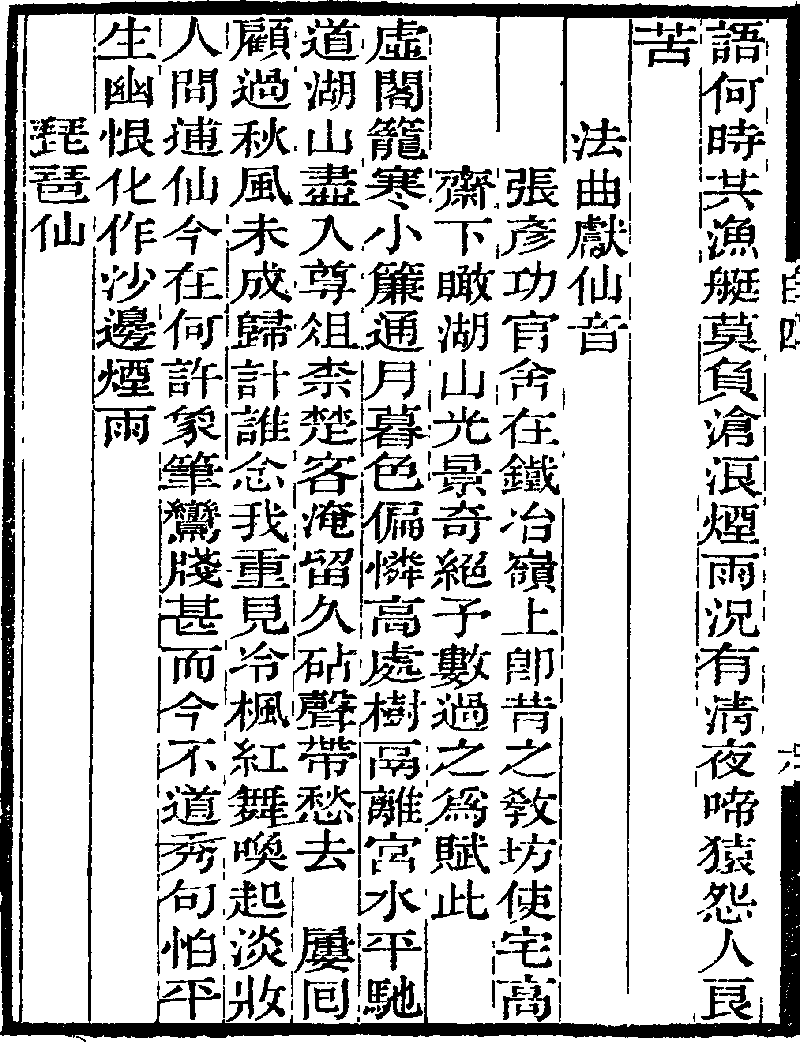 語何時共漁艇莫負滄浪煙雨況有清夜啼猿怨人良
苦
法曲獻仙音
張彦功官舍在鐵冶嶺上卽昔之敎坊使宅高
齋下瞰湖山光景奇絕予數過之爲賦此
虛閣籠寒小簾通月暮色偏憐高處樹鬲離宮水平馳
道湖山盡入尊俎柰楚客淹留久砧聲帶愁去　屢回
顧過秋風未成歸計誰念我重見冷楓紅舞喚起淡妝
人問逋仙今在何許象筆鸞牋甚而今不道秀句怕平
生幽恨化作沙邊煙雨
琵琶仙